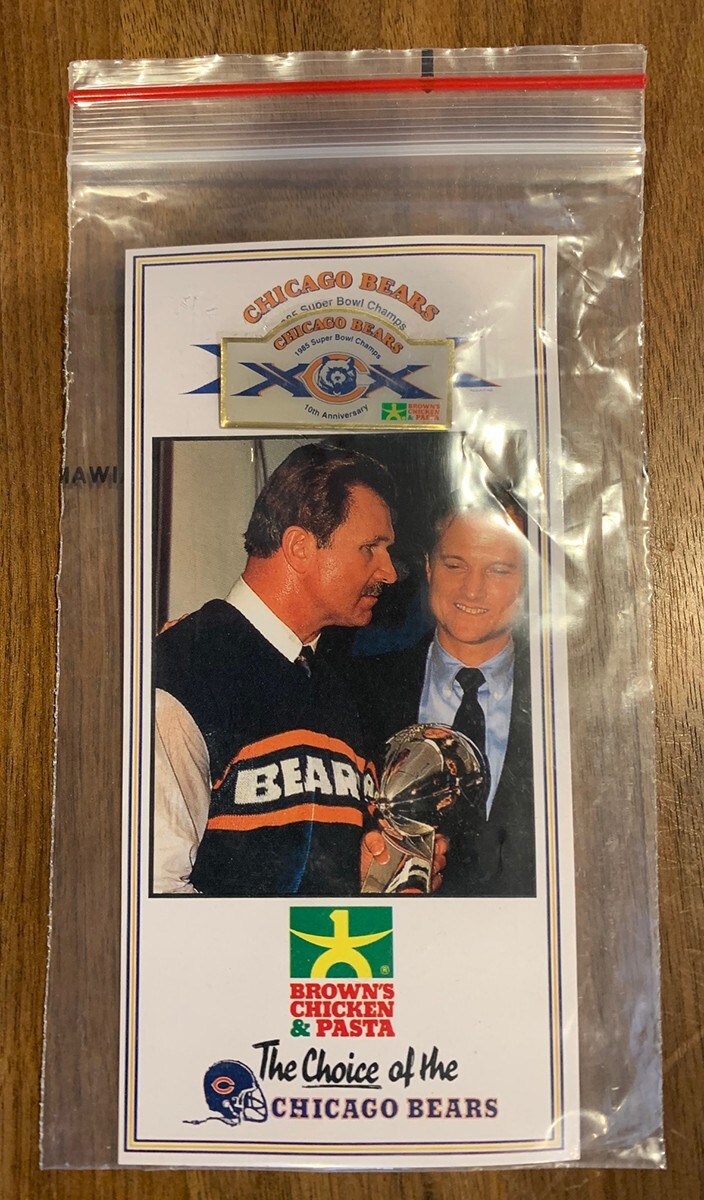 CHICAGO BEARS
Super Bowl Champs
CHICAGO BEARS
1985 Super Bowl Champs
XX
10th Anniversary
BROWN'S
CHICKEN
& PASTA
BEARS
BROWN'S
CHICKEN
& PASTA
®
The Choice of the
C
CHICAGO BEARS